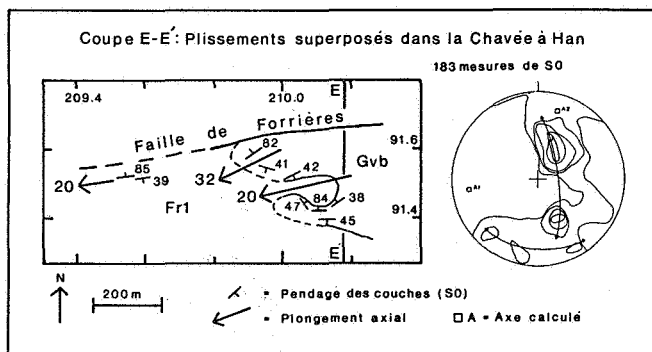 Coupe E-E': Plissements superposés dans la Chavée à Han
183 mesures de S0
209.4 210.0 E
Faille de Forrières
91.6
82
85
39
41
42
Gvb
20
32
20
Fr1
47
84
38
45
91.4
E
A2
A1
N
200 m
- Pendage des couches (S0)
- Plongement axial
A - Axe calculé